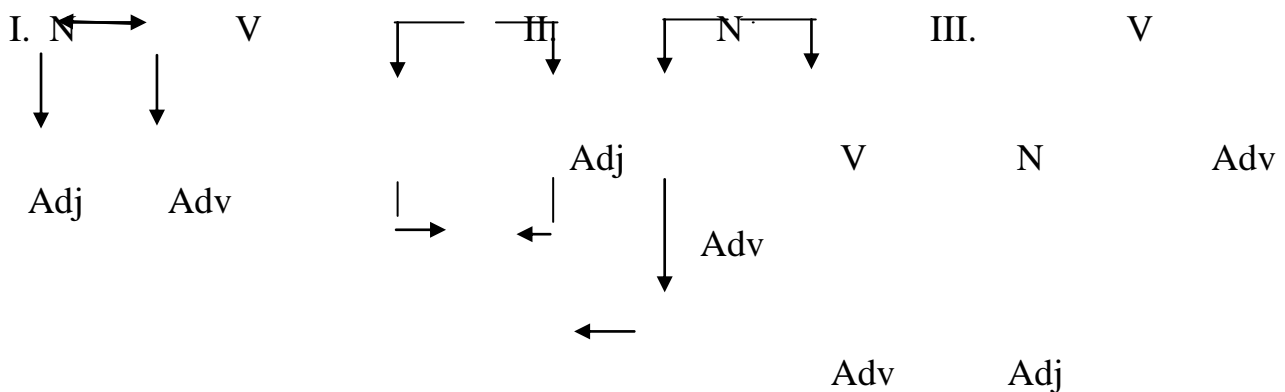 I. N V II. N III. V
Adj V N Adv
Adj Adv
Adv
Adv Adj